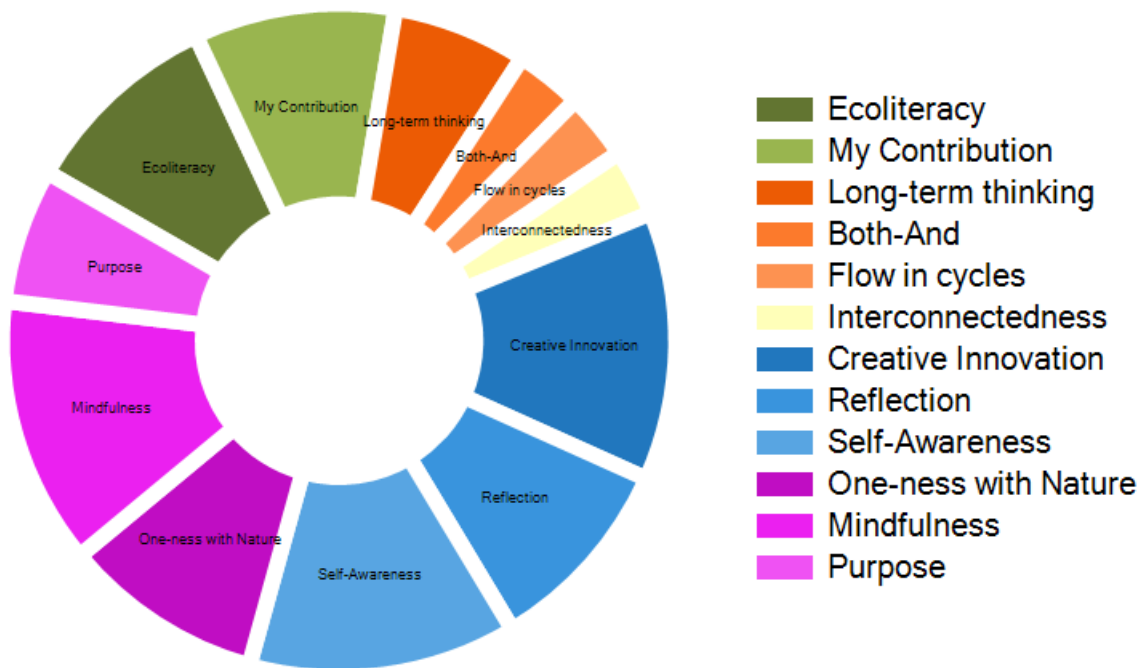 My Contribution
Long-term thinking
Both-And
Flow in cycles
Interconnectedness
Creative Innovation
Reflection
Self-Awareness
One-ness with Nature
Mindfulness
Purpose
Ecoliteracy
Ecoliteracy
My Contribution
Long-term thinking
Both-And
Flow in cycles
Interconnectedness
Creative Innovation
Reflection
Self-Awareness
One-ness with Nature
Mindfulness
Purpose